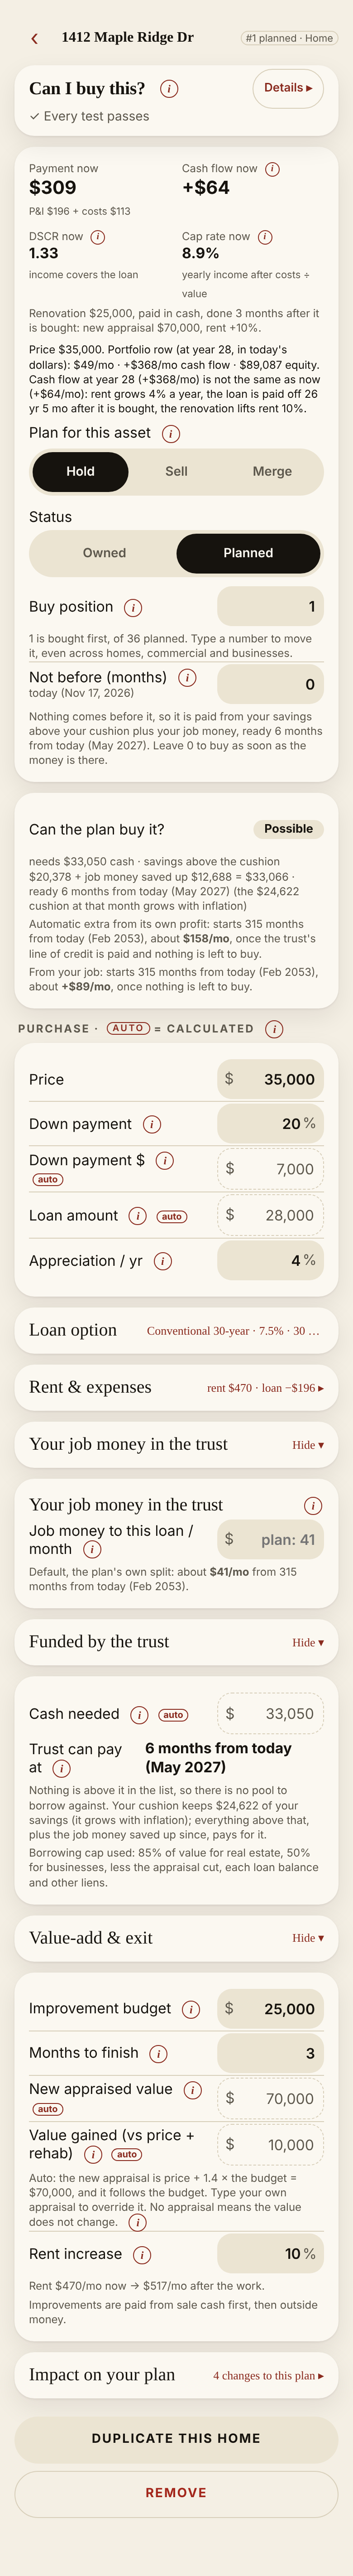 ‹ 1412 Maple Ridge Dr #1 planned · Home
Can I buy this? i Details ▸
✓ Every test passes
Payment now Cash flow now i
$309 +$64
P&I $196 + costs $113
DSCR now i Cap rate now i
1.33 8.9%
income covers the loan yearly income after costs ÷
value
Renovation $25,000, paid in cash, done 3 months after it
is bought: new appraisal $70,000, rent +10%.
Price $35,000. Portfolio row (at year 28, in today's
dollars): $49/mo · +$368/mo cash flow · $89,087 equity.
Cash flow at year 28 (+$368/mo) is not the same as now
(+$64/mo): rent grows 4% a year, the loan is paid off 26
yr 5 mo after it is bought, the renovation lifts rent 10%.
Plan for this asset i
Hold Sell Merge
Status
Owned Planned
Buy position i 1
1 is bought first, of 36 planned. Type a number to move
it, even across homes, commercial and businesses.
Not before (months) i 0
today (Nov 17, 2026)
Nothing comes before it, so it is paid from your savings
above your cushion plus your job money, ready 6 months
from today (May 2027). Leave 0 to buy as soon as the
money is there.
Can the plan buy it? Possible
needs $33,050 cash · savings above the cushion
$20,378 + job money saved up $12,688 = $33,066 ·
ready 6 months from today (May 2027) (the $24,622
cushion at that month grows with inflation)
Automatic extra from its own profit: starts 315 months
from today (Feb 2053), about $158/mo, once the trust's
line of credit is paid and nothing is left to buy.
From your job: starts 315 months from today (Feb 2053),
about +$89/mo, once nothing is left to buy.
PURCHASE · AUTO = CALCULATED i
Price $ 35,000
Down payment i 20 %
Down payment $ i $ 7,000
auto
Loan amount i auto $ 28,000
Appreciation / yr i 4 %
Loan option Conventional 30-year · 7.5% · 30 …
Rent & expenses rent $470 · loan −$196 ▸
Your job money in the trust Hide ▾
Your job money in the trust i
Job money to this loan /
month i $ plan: 41
Default, the plan's own split: about $41/mo from 315
months from today (Feb 2053).
Funded by the trust Hide ▾
Cash needed i auto $ 33,050
Trust can pay 6 months from today
at i (May 2027)
Nothing is above it in the list, so there is no pool to
borrow against. Your cushion keeps $24,622 of your
savings (it grows with inflation); everything above that,
plus the job money saved up since, pays for it.
Borrowing cap used: 85% of value for real estate, 50%
for businesses, less the appraisal cut, each loan balance
and other liens.
Value-add & exit Hide ▾
Improvement budget i $ 25,000
Months to finish i 3
New appraised value i $ 70,000
auto
Value gained (vs price +
rehab) i auto $ 10,000
Auto: the new appraisal is price + 1.4 × the budget =
$70,000, and it follows the budget. Type your own
appraisal to override it. No appraisal means the value
does not change. i
Rent increase i 10 %
Rent $470/mo now → $517/mo after the work.
Improvements are paid from sale cash first, then outside
money.
Impact on your plan 4 changes to this plan ▸
DUPLICATE THIS HOME
REMOVE